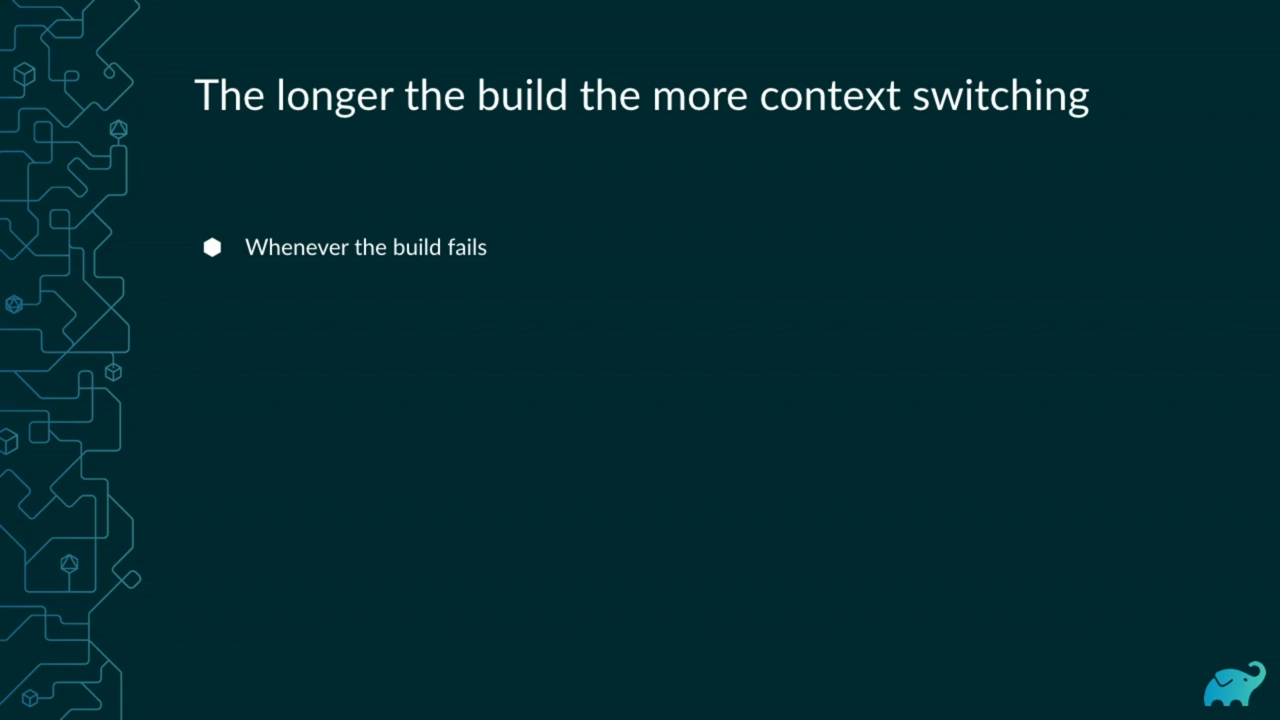 The longer the build the more context switching
Whenever the build fails